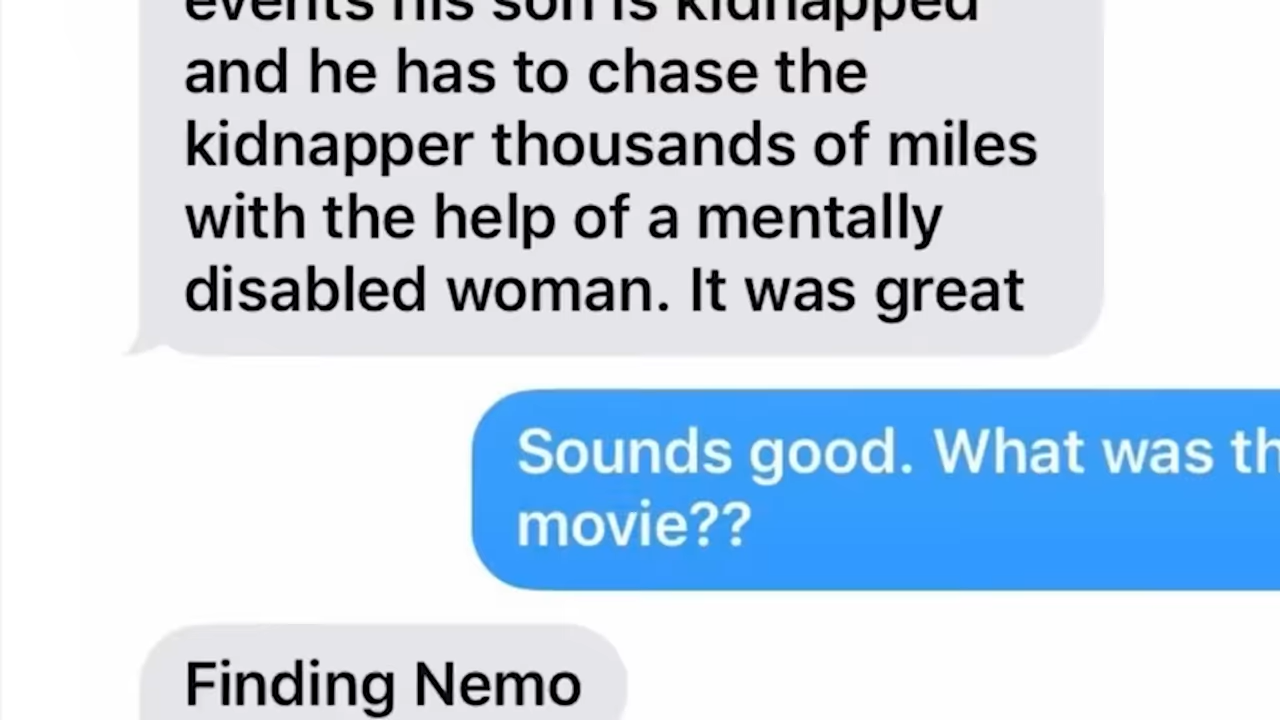 events his son is kidnapped
and he has to chase the
kidnapper thousands of miles
with the help of a mentally
disabled woman. It was great
Sounds good. What was th
movie??
Finding Nemo